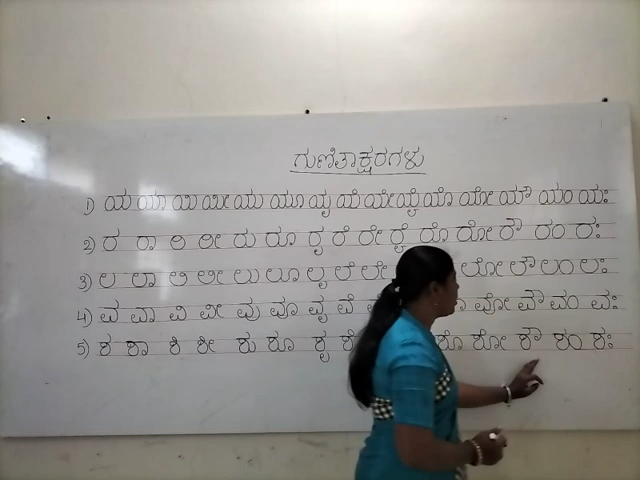 ಗುಣಿತಾಕ್ಷರಗಳು
1) ಯ ಯಾ ಯಿ ಯೀ ಯು ಯೂ ಯೃ ಯೆ ಯೇ ಯೈ ಯೊ ಯೋ ಯೌ ಯಂ ಯಃ
2) ರ ರಾ ರಿ ರೀ ರು ರೂ ರೃ ರೆ ರೇ ರೈ ರೊ ರೋ ರೌ ರಂ ರಃ
3) ಲ ಲಾ ಲಿ ಲೀ ಲು ಲೂ ಲೃ ಲೆ ಲೇ ಲೋ ಲೌ ಲಂ ಲಃ
4) ವ ವಾ ವಿ ವೀ ವು ವೂ ವೃ ವೆ ವೋ ವೌ ವಂ ವಃ
5) ಶ ಶಾ ಶಿ ಶೀ ಶು ಶೂ ಶೃ ಶೆ ಶೊ ಶೋ ಶೌ ಶಂ ಶಃ